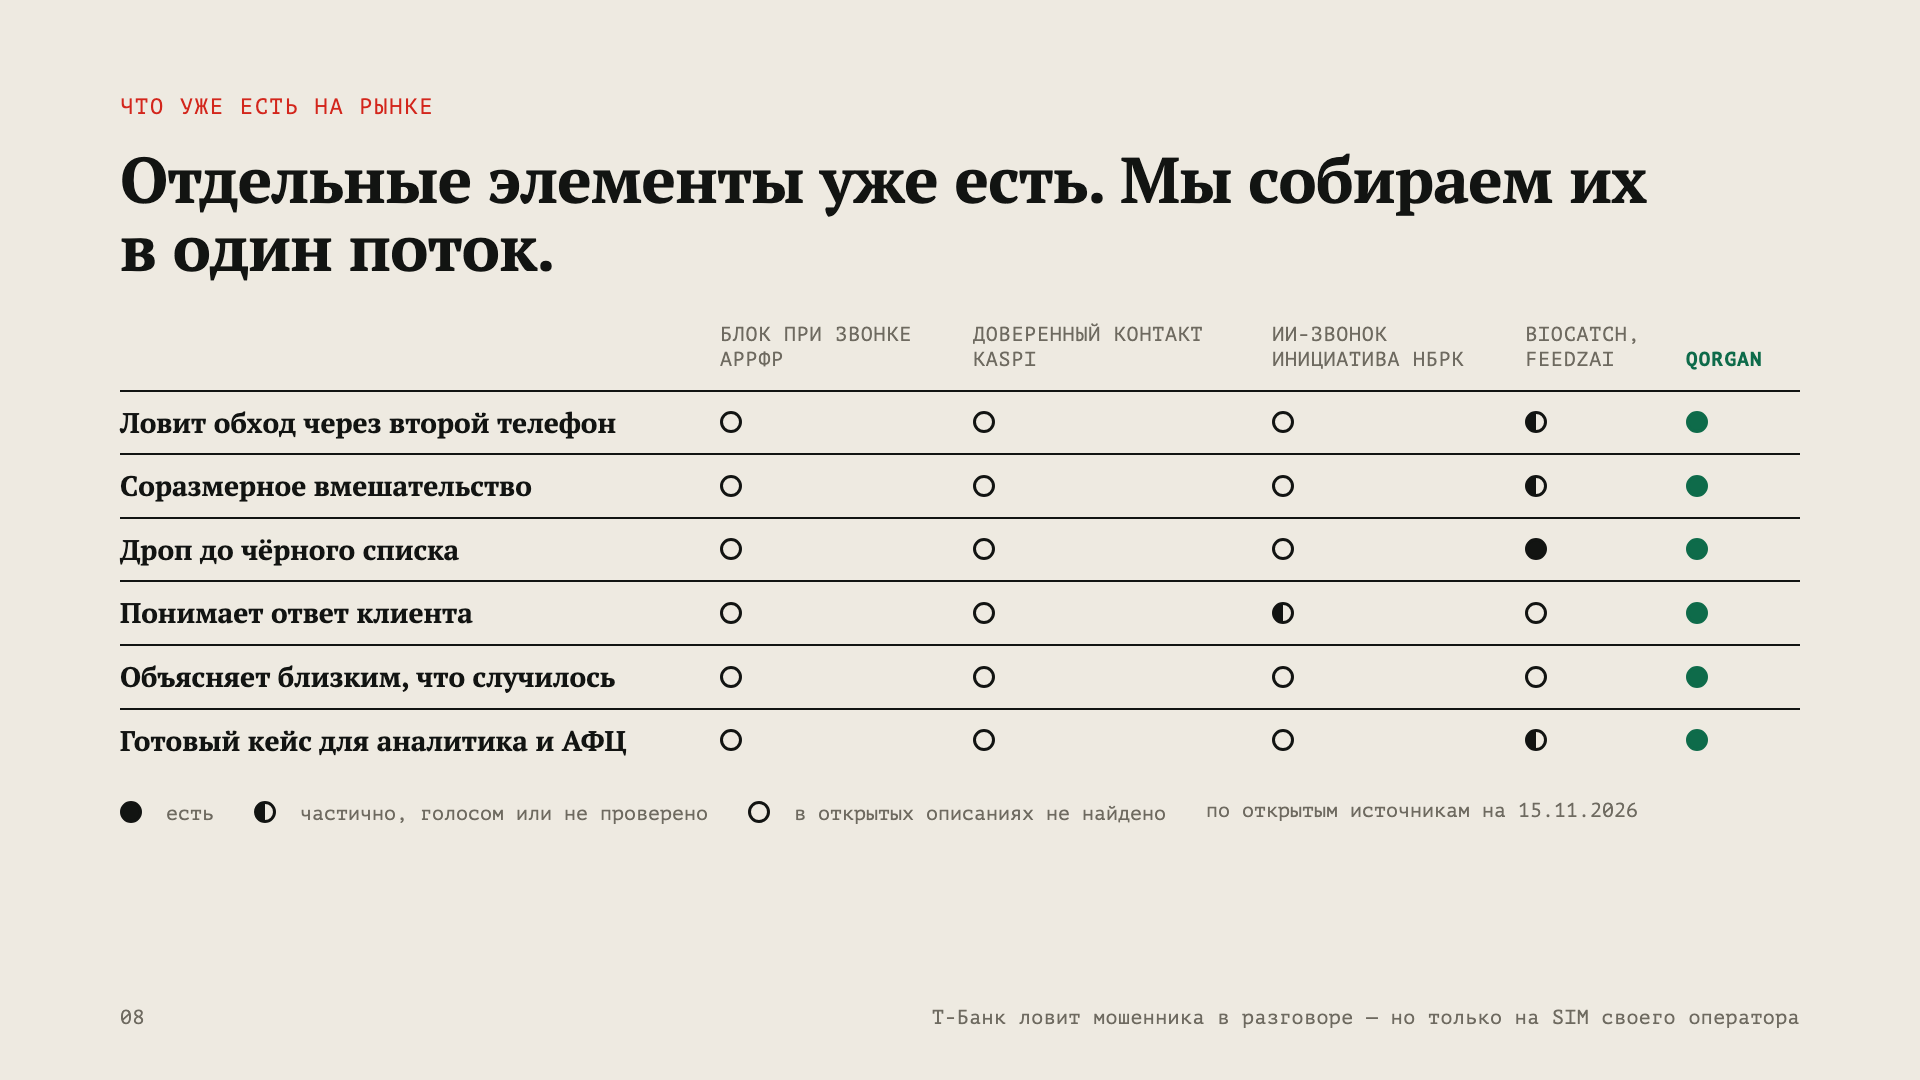 ЧТО УЖЕ ЕСТЬ НА РЫНКЕ
Отдельные элементы уже есть. Мы собираем их
в один поток.
БЛОК ПРИ ЗВОНКЕ
АРРФР
ДОВЕРЕННЫЙ КОНТАКТ
KASPI
ИИ-ЗВОНОК
ИНИЦИАТИВА НБРК
BIOCATCH,
FEEDZAI
QORGAN
Ловит обход через второй телефон
Соразмерное вмешательство
Дроп до чёрного списка
Понимает ответ клиента
Объясняет близким, что случилось
Готовый кейс для аналитика и АФЦ
есть
частично, голосом или не проверено
в открытых описаниях не найдено
по открытым источникам на 15.11.2026
08
Т-Банк ловит мошенника в разговоре — но только на SIM своего оператора